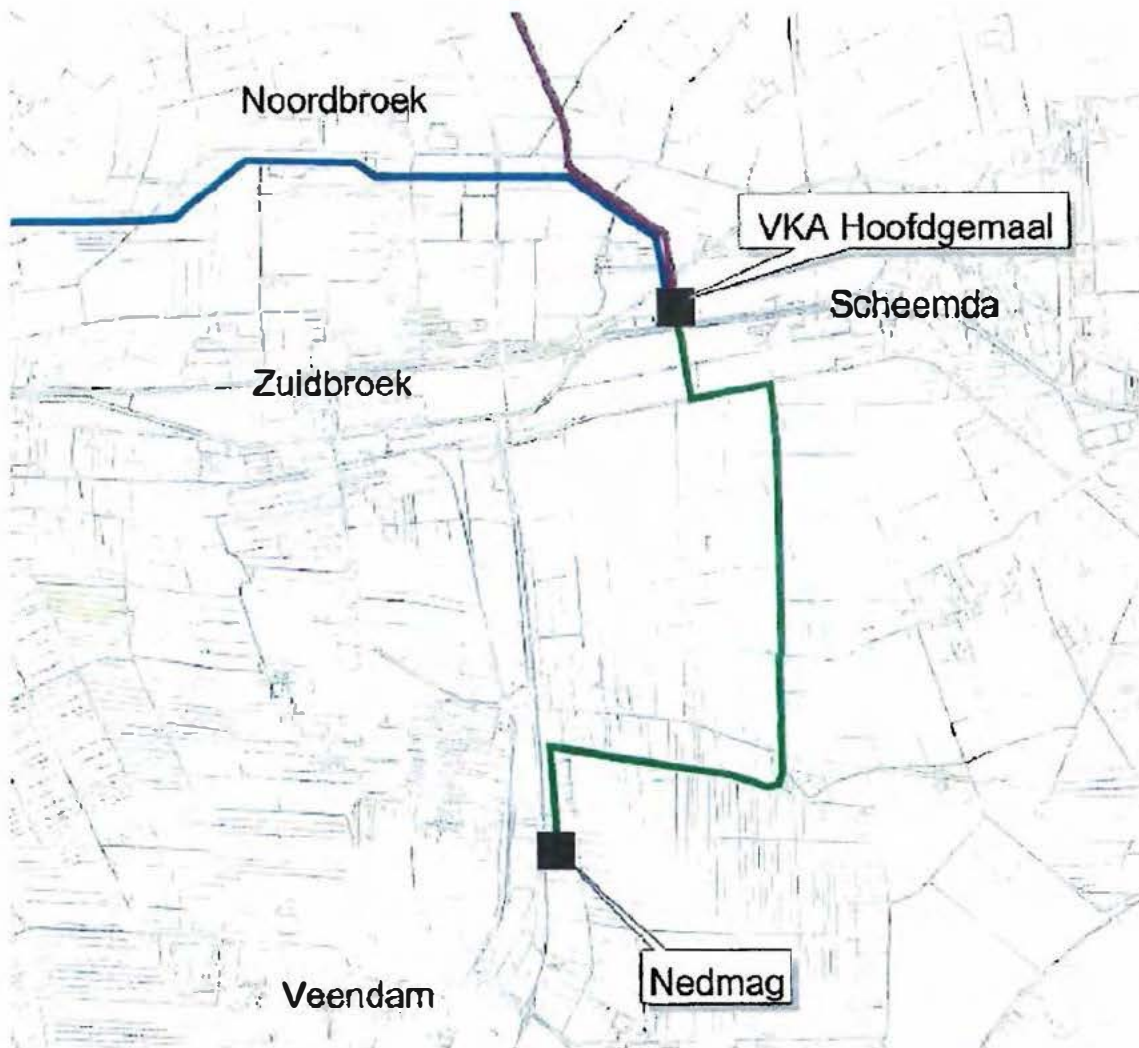 Noordbroek
VKA Hoofdgemaal
Scheemda
Zuidbroek
Nedmag
Veendam